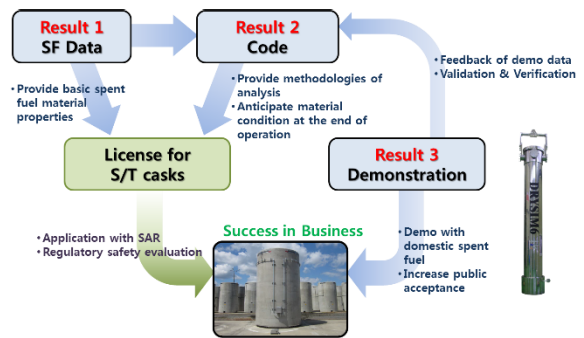 Result 1
SF Data
Result 2
Code
• Feedback of demo data
• Validation & Verification
• Provide basic spent
fuel material
properties
• Provide methodologies of
analysis
• Anticipate material
condition at the end of
operation
License for
S/T casks
Result 3
Demonstration
DRYSIM6
• Application with SAR
• Regulatory safety evaluation
Success in Business
• Demo with
domestic spent
fuel
• Increase public
acceptance